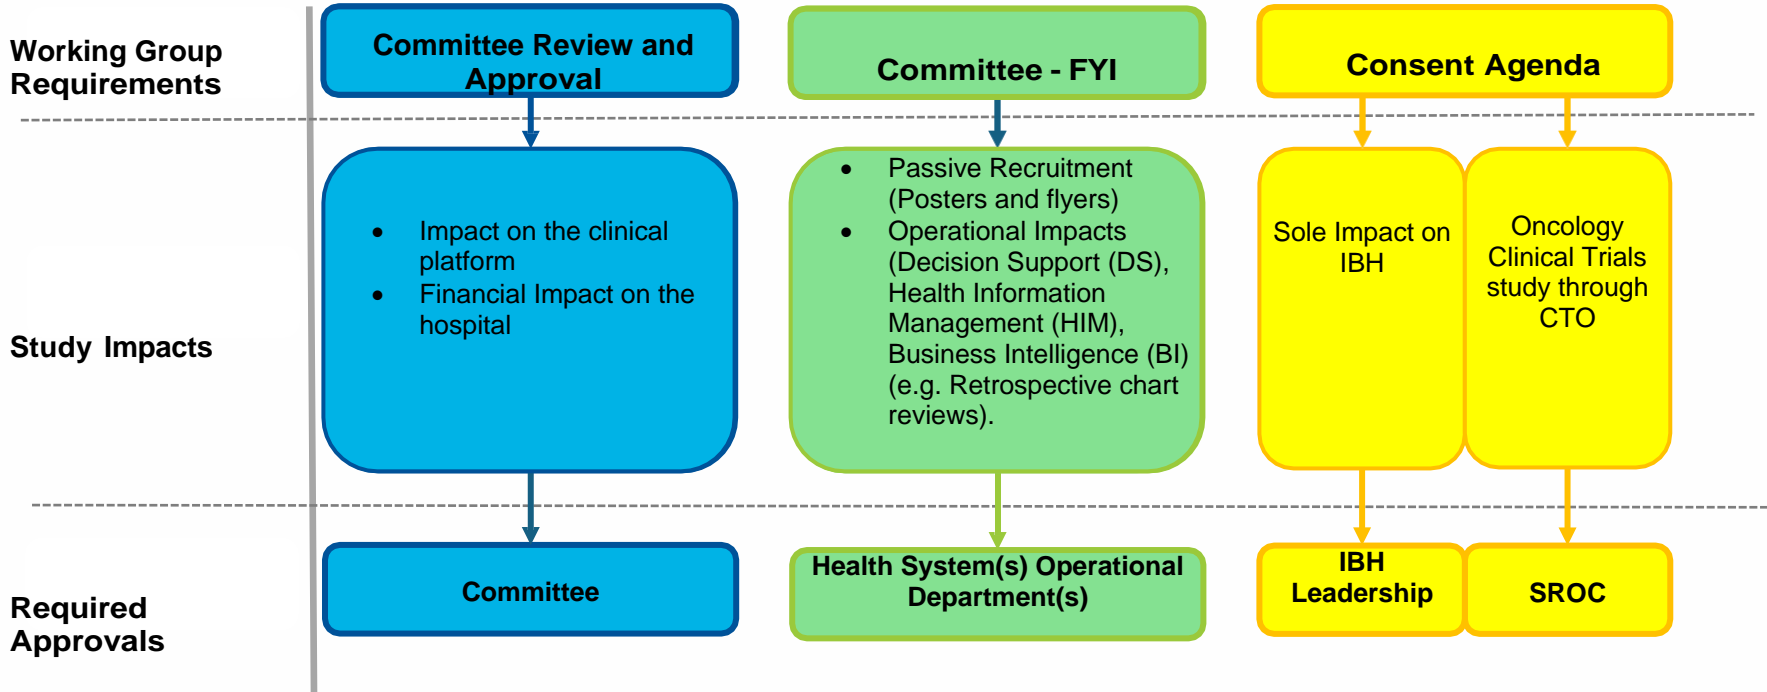 Working Group
Requirements
Committee Review and
Approval
Committee - FYI
Consent Agenda
Study Impacts
• Impact on the clinical
platform
• Financial Impact on the
hospital
• Passive Recruitment
(Posters and flyers)
• Operational Impacts
(Decision Support (DS),
Health Information
Management (HIM),
Business Intelligence (BI)
(e.g. Retrospective chart
reviews).
Sole Impact on
IBH
Oncology
Clinical Trials
study through
CTO
Required
Approvals
Committee
Health System(s) Operational
Department(s)
IBH
Leadership
SROC